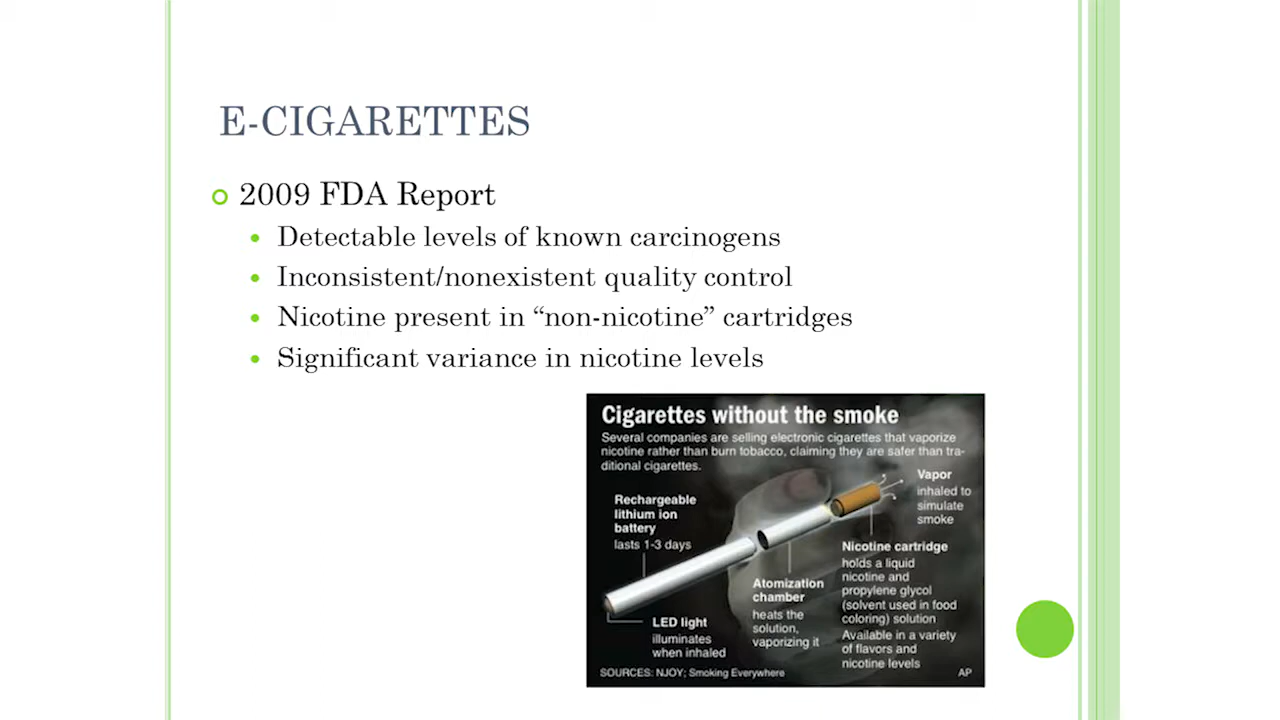 E-CIGARETTES
2009 FDA Report
Detectable levels of known carcinogens
Inconsistent/nonexistent quality control
Nicotine present in “non-nicotine” cartridges
Significant variance in nicotine levels
Cigarettes without the smoke
Several companies are selling electronic cigarettes that vaporize
nicotine rather than burn tobacco, claiming they are safer than tra-
ditional cigarettes.
Rechargeable
lithium ion
battery
lasts 1-3 days
LED light
illuminates
when inhaled
Atomization
chamber
heats the
solution,
vaporizing it
Vapor
inhaled to
simulate
smoke
Nicotine cartridge
holds a liquid
nicotine and
propylene glycol
(solvent used in food
coloring) solution
Available in a variety
of flavors and
nicotine levels
SOURCES: NJOY; Smoking Everywhere
AP